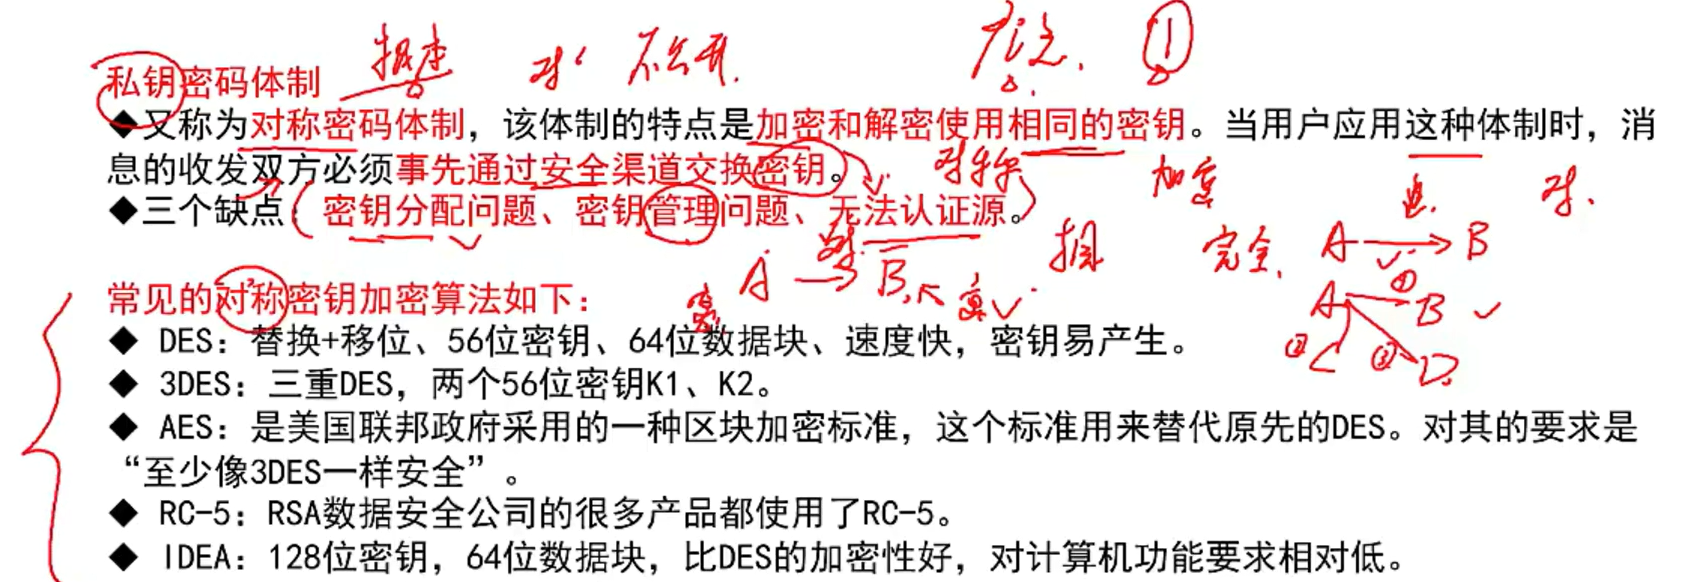 技术 对 不公开. ①
私钥密码体制
◆又称为对称密码体制，该体制的特点是加密和解密使用相同的密钥。当用户应用这种体制时，消
息的收发双方必须事先通过安全渠道交换密钥。 对称 加密
◆三个缺点：密钥分配问题、密钥管理问题、无法认证源。 对.
A → B 完全. A → B
常见的对称密钥加密算法如下： A ① B
◆ DES：替换+移位、56位密钥、64位数据块、速度快，密钥易产生。 ② C ③ D
◆ 3DES：三重DES，两个56位密钥K1、K2。
◆ AES：是美国联邦政府采用的一种区块加密标准，这个标准用来替代原先的DES。对其的要求是
“至少像3DES一样安全”。
◆ RC-5：RSA数据安全公司的很多产品都使用了RC-5。
◆ IDEA：128位密钥，64位数据块，比DES的加密性好，对计算机功能要求相对低。